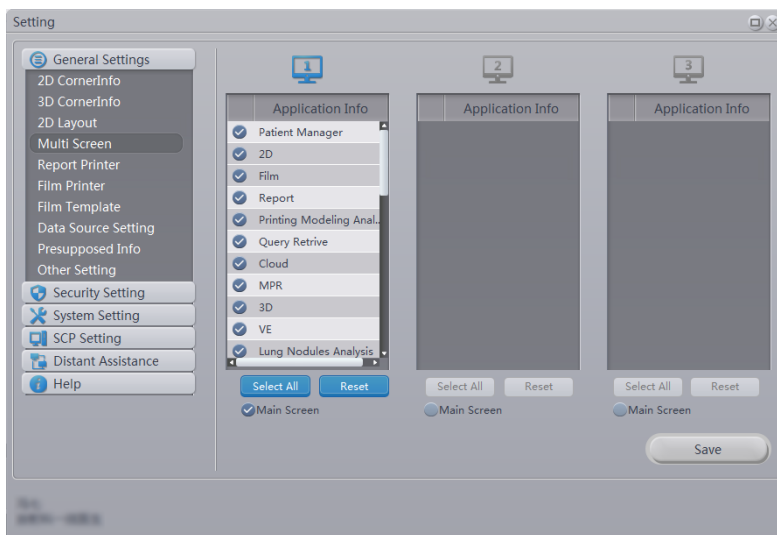 Setting
General Settings
2D CornerInfo
3D CornerInfo
2D Layout
Multi Screen
Report Printer
Film Printer
Film Template
Data Source Setting
Presupposed Info
Other Setting
Security Setting
System Setting
SCP Setting
Distant Assistance
Help
1
Application Info
Patient Manager
2D
Film
Report
Printing Modeling Anal..
Query Retrive
Cloud
MPR
3D
VE
Lung Nodules Analysis
Select All Reset
Main Screen
2
Application Info
Select All Reset
Main Screen
3
Application Info
Select All Reset
Main Screen
Save